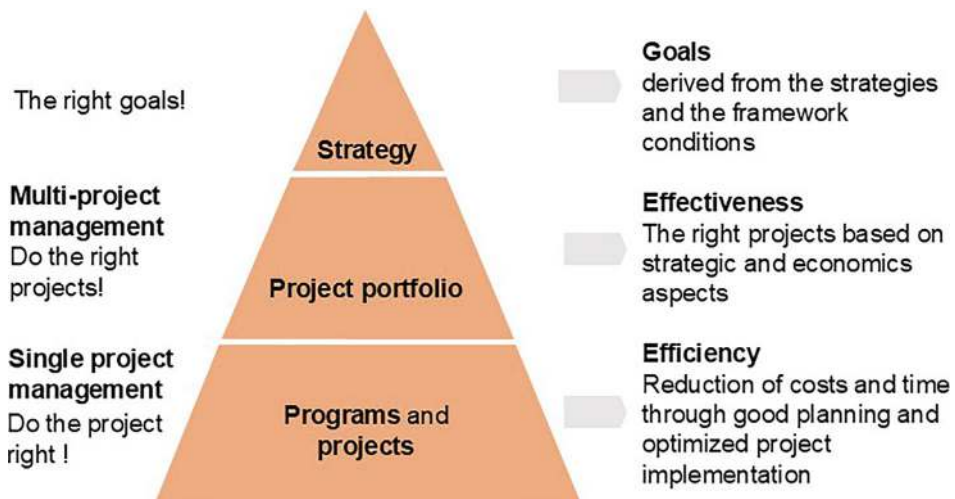 The right goals!
Strategy
Goals
derived from the strategies
and the framework
conditions
Multi-project
management
Do the right
projects!
Project portfolio
Effectiveness
The right projects based on
strategic and economics
aspects
Single project
management
Do the project
right !
Programs and
projects
Efficiency
Reduction of costs and time
through good planning and
optimized project
implementation